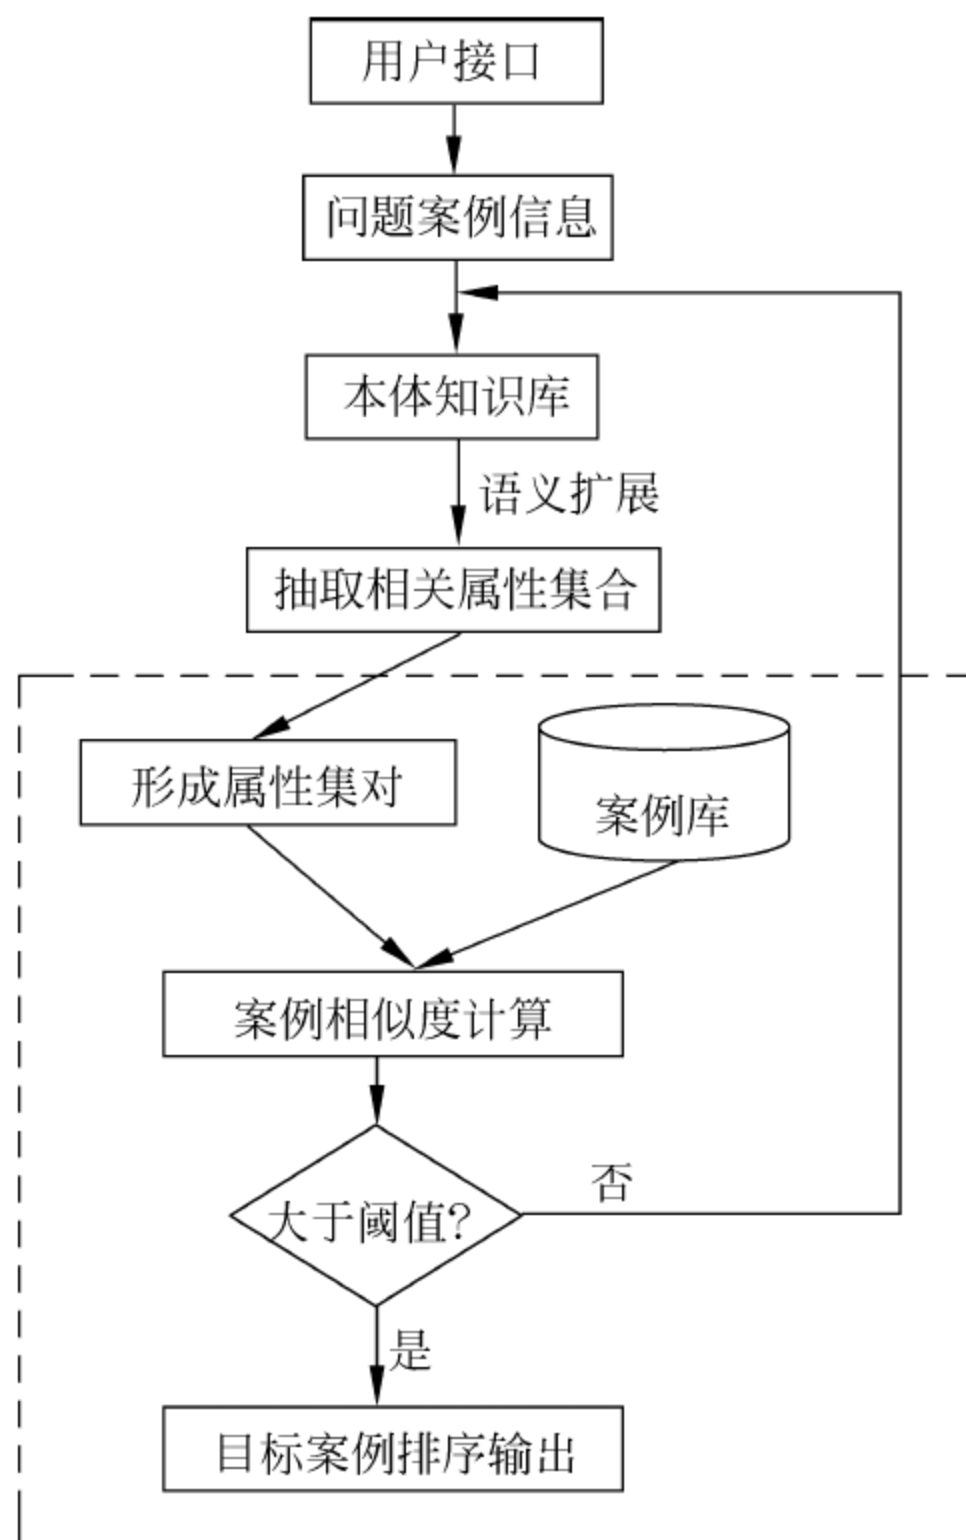 用户接口
问题案例信息
本体知识库
语义扩展
抽取相关属性集合
形成属性集对
案例库
案例相似度计算
大于阈值?
否
是
目标案例排序输出